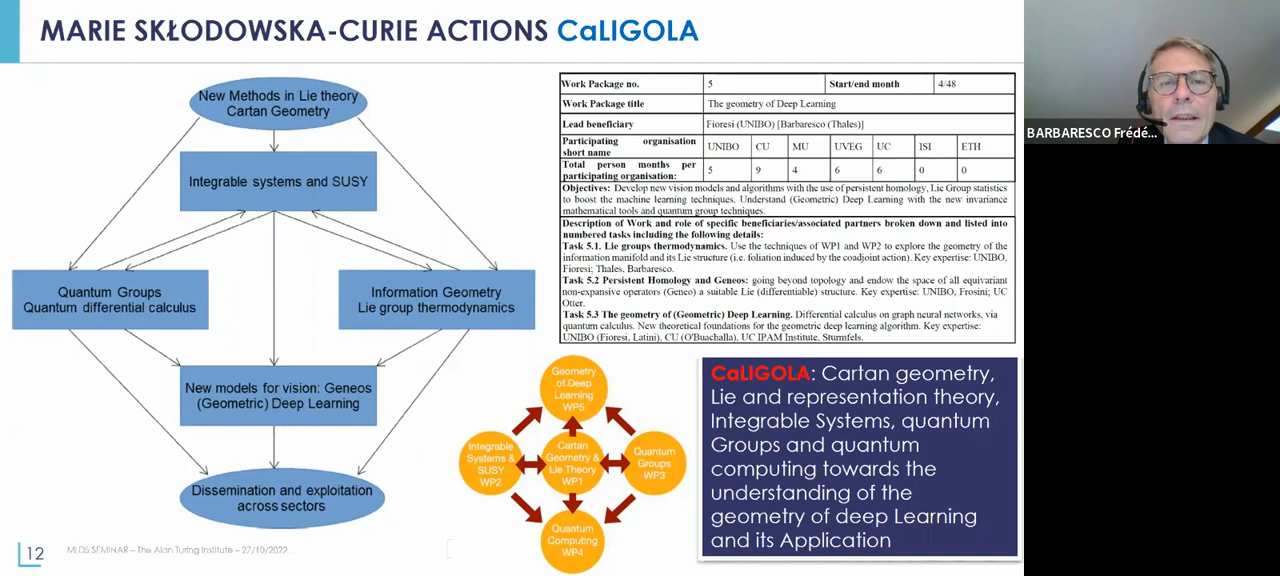 MARIE SKŁODOWSKA-CURIE ACTIONS CaLIGOLA
New Methods in Lie theory
Cartan Geometry
Integrable systems and SUSY
Quantum Groups
Quantum differential calculus
Information Geometry
Lie group thermodynamics
New models for vision: Geneos
(Geometric) Deep Learning
Dissemination and exploitation
across sectors
Work Package no. 5 Start/end month 4/48
Work Package title The geometry of Deep Learning
Lead beneficiary Fioresi (UNIBO) [Barbaresco (Thales)]
Participating organisation
short name
UNIBO CU MU UVEG UC ISI ETH
Total person months per
participating organisation:
5 9 4 6 6 0 0
Objectives: Develop new vision models and algorithms with the use of persistent homology, Lie Group statistics
to boost the machine learning techniques. Understand (Geometric) Deep Learning with the new invariance
mathematical tools and quantum group techniques.
Description of Work and role of specific beneficiaries/associated partners broken down and listed into
numbered tasks including the following details:
Task 5.1. Lie groups thermodynamics. Use the techniques of WP1 and WP2 to explore the geometry of the
information manifold and its Lie structure (i.e. foliation induced by the coadjoint action). Key expertise: UNIBO,
Fioresi; Thales, Barbaresco.
Task 5.2 Persistent Homology and Geneos: going beyond topology and endow the space of all equivariant
non-expansive operators (Geneo) a suitable Lie (differentiable) structure. Key expertise: UNIBO, Frosini; UC
Otter.
Task 5.3 The geometry of (Geometric) Deep Learning. Differential calculus on graph neural networks, via
quantum calculus. New theoretical foundations for the geometric deep learning algorithm. Key expertise:
UNIBO (Fioresi, Latini), CU (O'Buachalla), UC IPAM Institute, Sturmfels.
Geometry
of Deep
Learning
WP5
Integrable
Systems &
SUSY
WP2
Cartan
Geometry &
Lie Theory
WP1
Quantum
Groups
WP3
Quantum
Computing
WP4
CaLIGOLA: Cartan geometry,
Lie and representation theory,
Integrable Systems, quantum
Groups and quantum
computing towards the
understanding of the
geometry of deep Learning
and its Application
12
MLDS SEMINAR – The Alan Turing Institute – 27/10/2022
BARBARESCO Frédé...